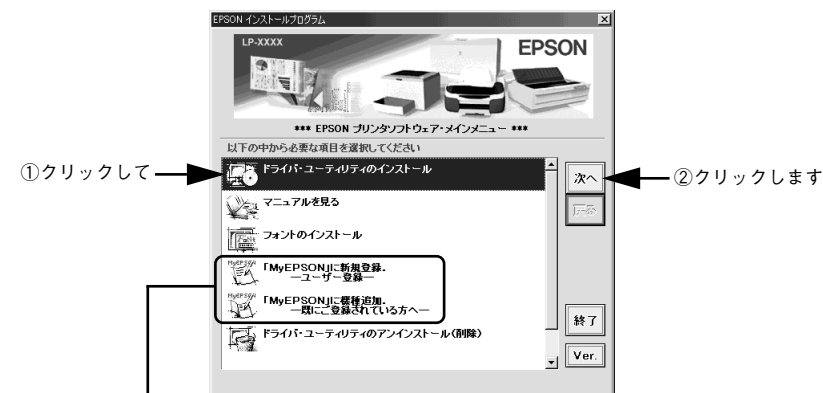 EPSON インストールプログラム
LP-XXXX
EPSON
*** EPSON プリンタソフトウェア・メインメニュー ***
以下の中から必要な項目を選択してください
①クリックして
ドライバ・ユーティリティのインストール
次へ
②クリックします
マニュアルを見る
戻る
フォントのインストール
MyEPSON
「MyEPSON」に新規登録.
―ユーザー登録―
MyEPSON
「MyEPSON」に機種追加.
―既にご登録されている方へ―
終了
ドライバ・ユーティリティのアンインストール(削除)
Ver.